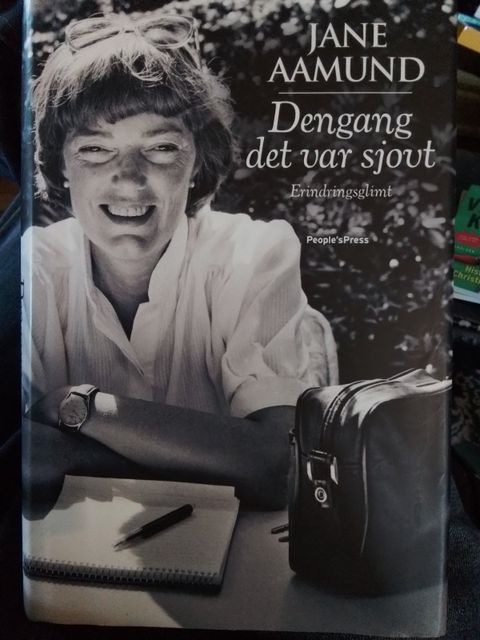 JANE
AAMUND
Dengang
det var sjovt
Erindringsglimt
People'sPress